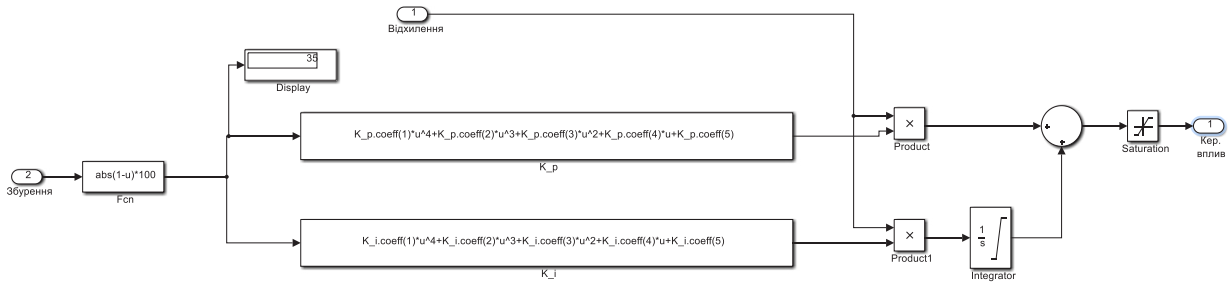 1
Відхилення
35
Display
K_p.coeff(1)*u^4+K_p.coeff(2)*u^3+K_p.coeff(3)*u^2+K_p.coeff(4)*u+K_p.coeff(5)
K_p
×
Product
Saturation
1
Кер.
вплив
2
Збурення
abs(1-u)*100
Fcn
K_i.coeff(1)*u^4+K_i.coeff(2)*u^3+K_i.coeff(3)*u^2+K_i.coeff(4)*u+K_i.coeff(5)
K_i
×
Product1
1
s
Integrator